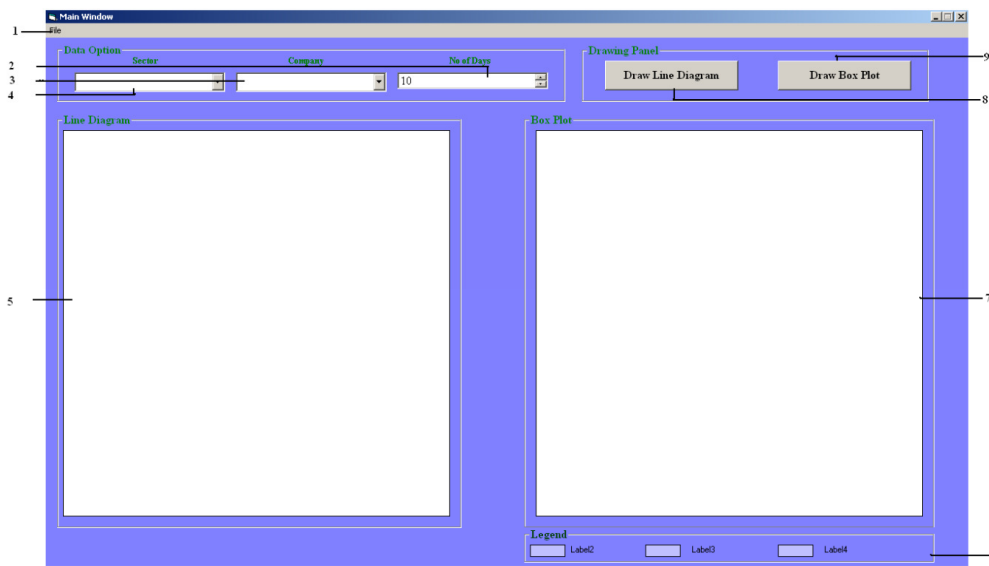 Main Window
1
File
Data Option
Drawing Panel
9
2
Sector Company No of Days
3
10
Draw Line Diagram Draw Box Plot
4
8
Line Diagram
Box Plot
5
7
Legend
Label2 Label3 Label4